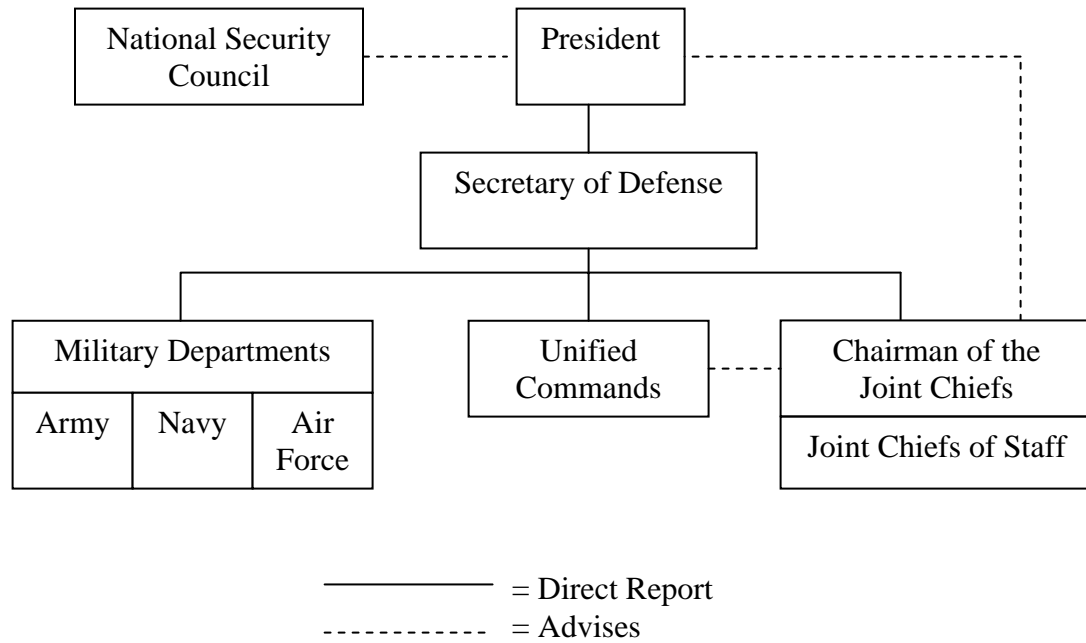 National Security
Council
President
Secretary of Defense
Military Departments
Army
Navy
Air
Force
Unified
Commands
Chairman of the
Joint Chiefs
Joint Chiefs of Staff
= Direct Report
= Advises